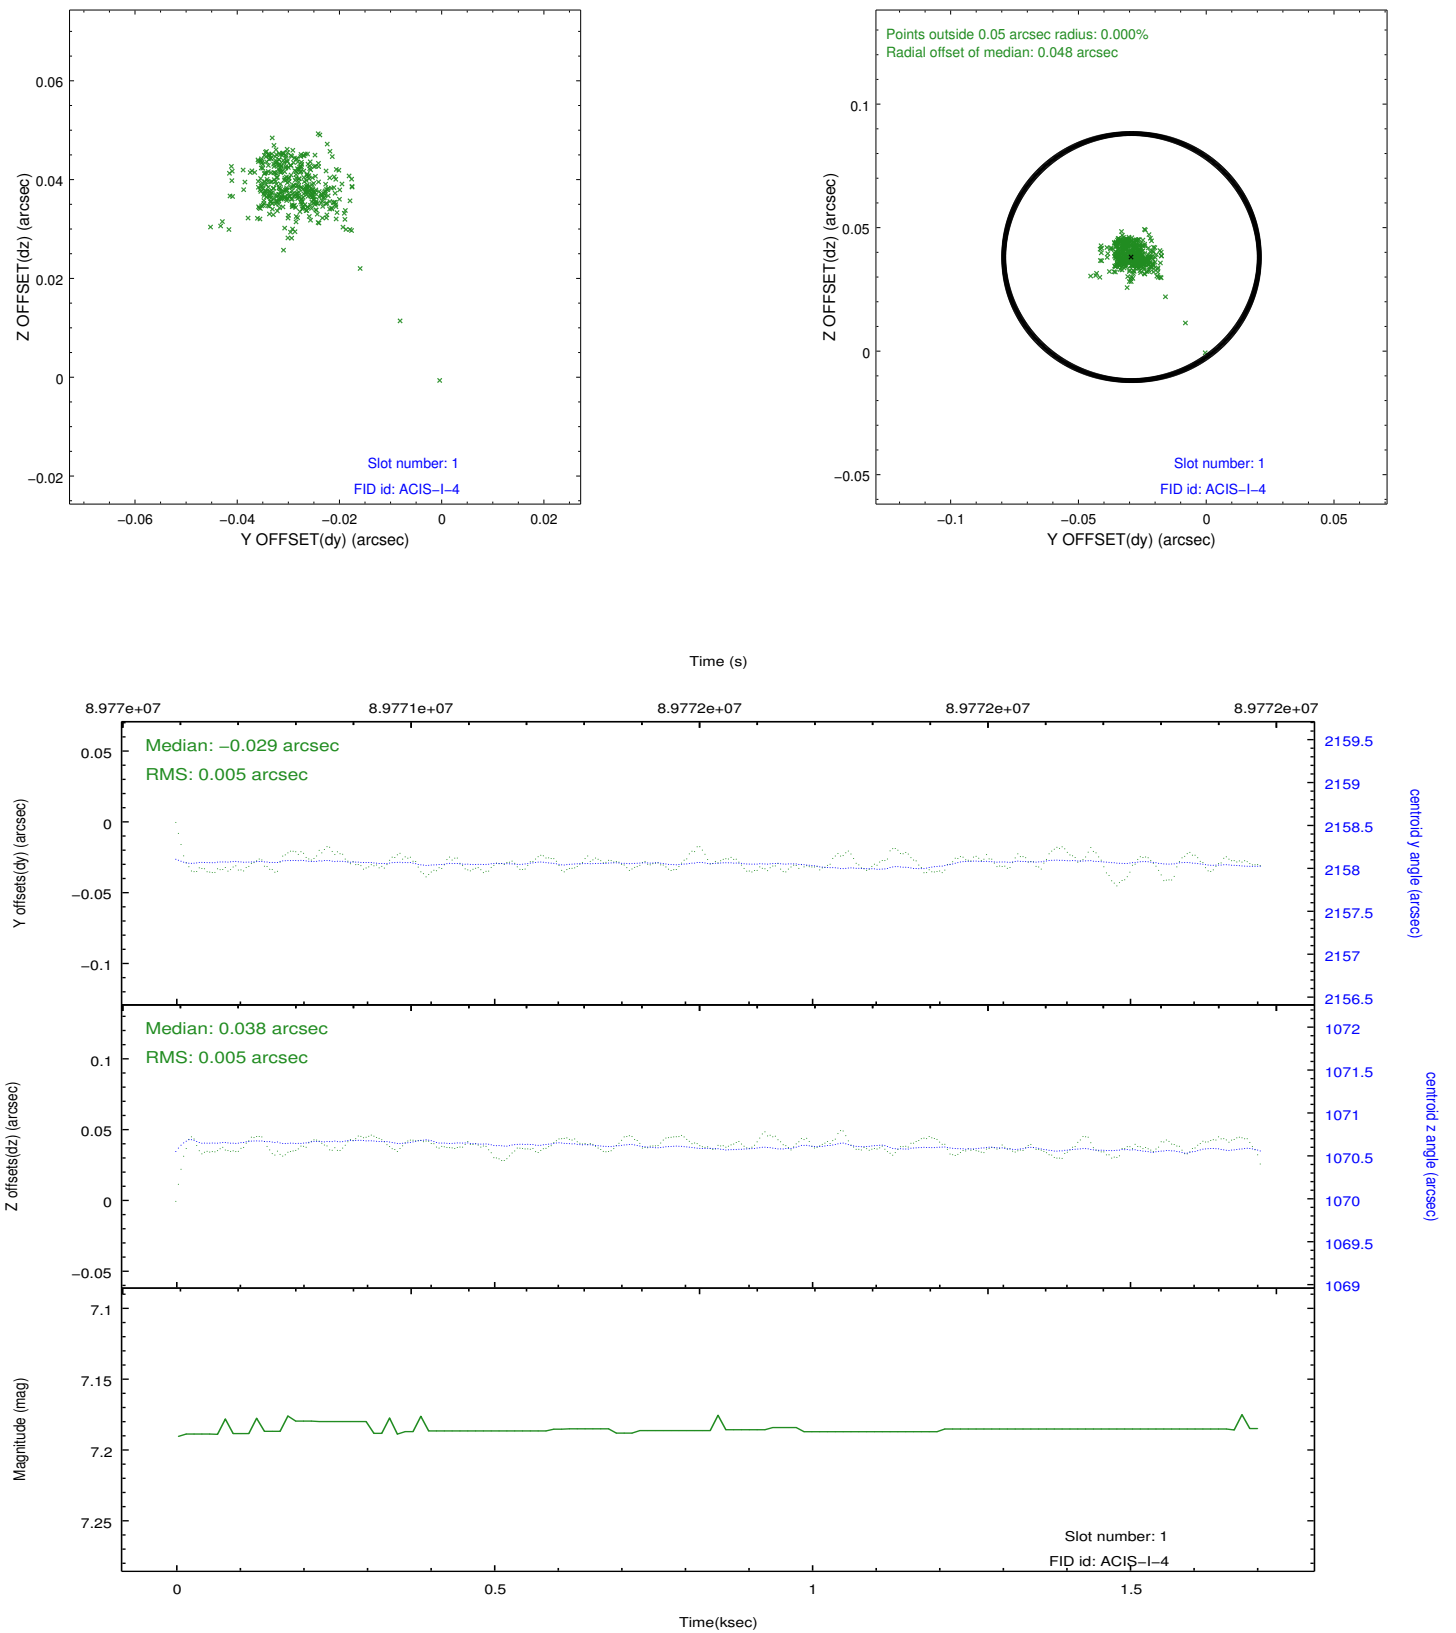 0.06
0.04
0.02
0
−0.02
Z OFFSET(dz) (arcsec)
Slot number: 1
FID id: ACIS−I−4
−0.06
−0.04
−0.02
0
0.02
Y OFFSET(dy) (arcsec)
Points outside 0.05 arcsec radius: 0.000%
Radial offset of median: 0.048 arcsec
0.1
0.05
0
−0.05
Z OFFSET(dz) (arcsec)
Slot number: 1
FID id: ACIS−I−4
−0.1
−0.05
0
0.05
Y OFFSET(dy) (arcsec)
Time (s)
8.977e+07
8.9771e+07
8.9772e+07
8.9772e+07
8.9772e+07
Median: −0.029 arcsec
RMS: 0.005 arcsec
0.05
0
−0.05
−0.1
Y offsets(dy) (arcsec)
2159.5
2159
2158.5
2158
2157.5
2157
2156.5
centroid y angle (arcsec)
Median: 0.038 arcsec
RMS: 0.005 arcsec
0.1
0.05
0
−0.05
Z offsets(dz) (arcsec)
1072
1071.5
1071
1070.5
1070
1069.5
1069
centroid z angle (arcsec)
7.1
7.15
7.2
7.25
Magnitude (mag)
Slot number: 1
FID id: ACIS−I−4
0
0.5
1
1.5
Time(ksec)